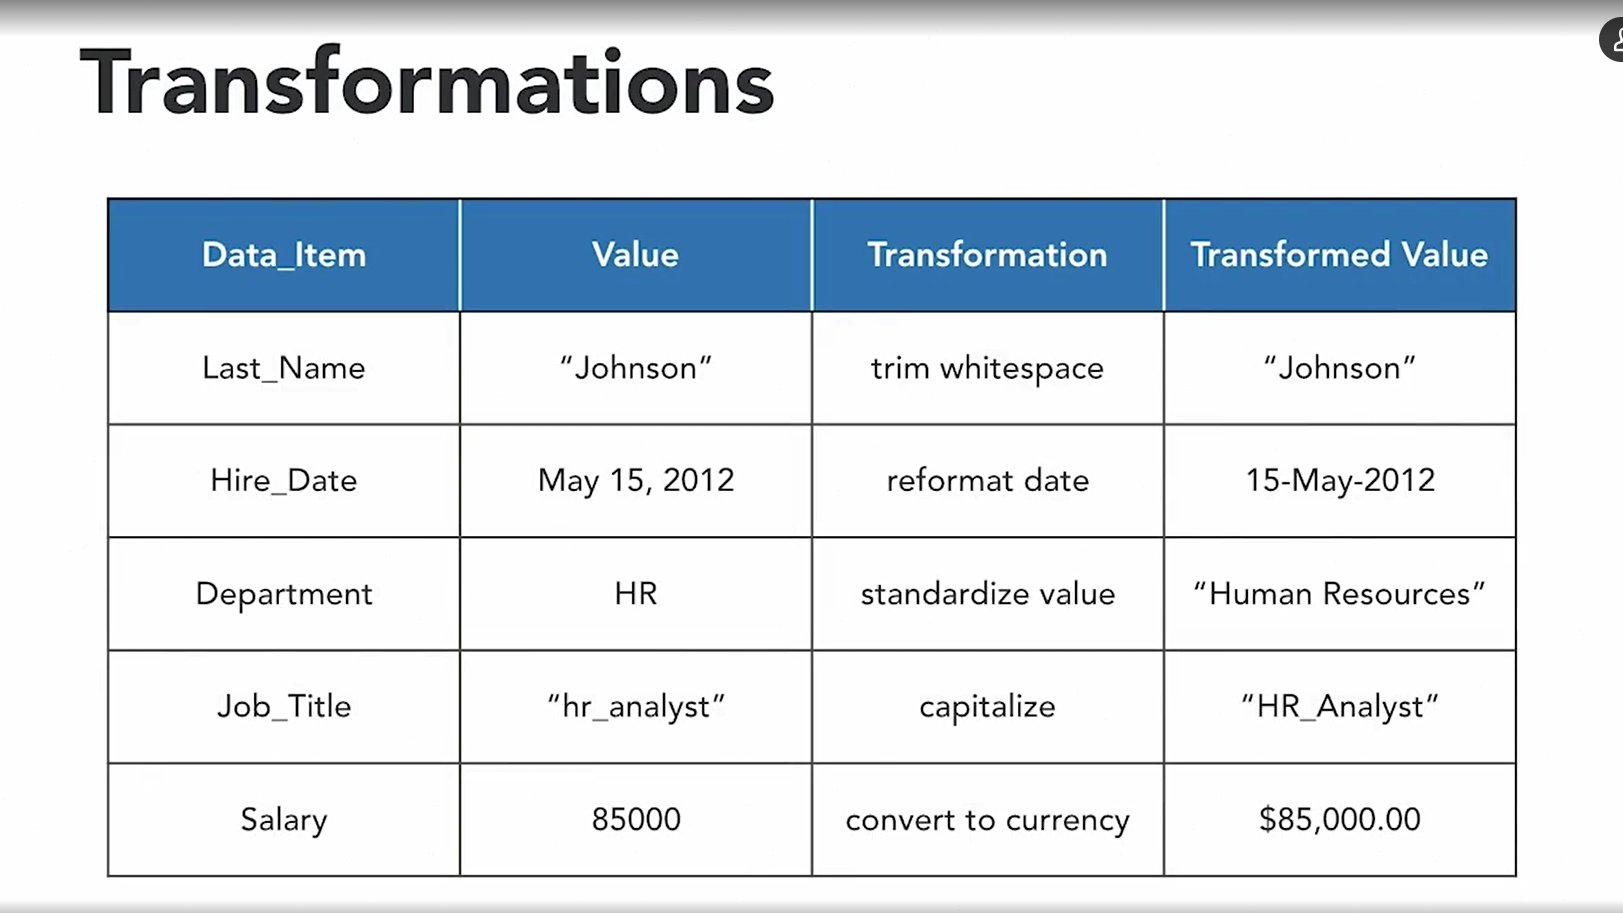 Transformations
Data_Item Value Transformation Transformed Value
Last_Name “Johnson” trim whitespace “Johnson”
Hire_Date May 15, 2012 reformat date 15-May-2012
Department HR standardize value “Human Resources”
Job_Title “hr_analyst” capitalize “HR_Analyst”
Salary 85000 convert to currency $85,000.00